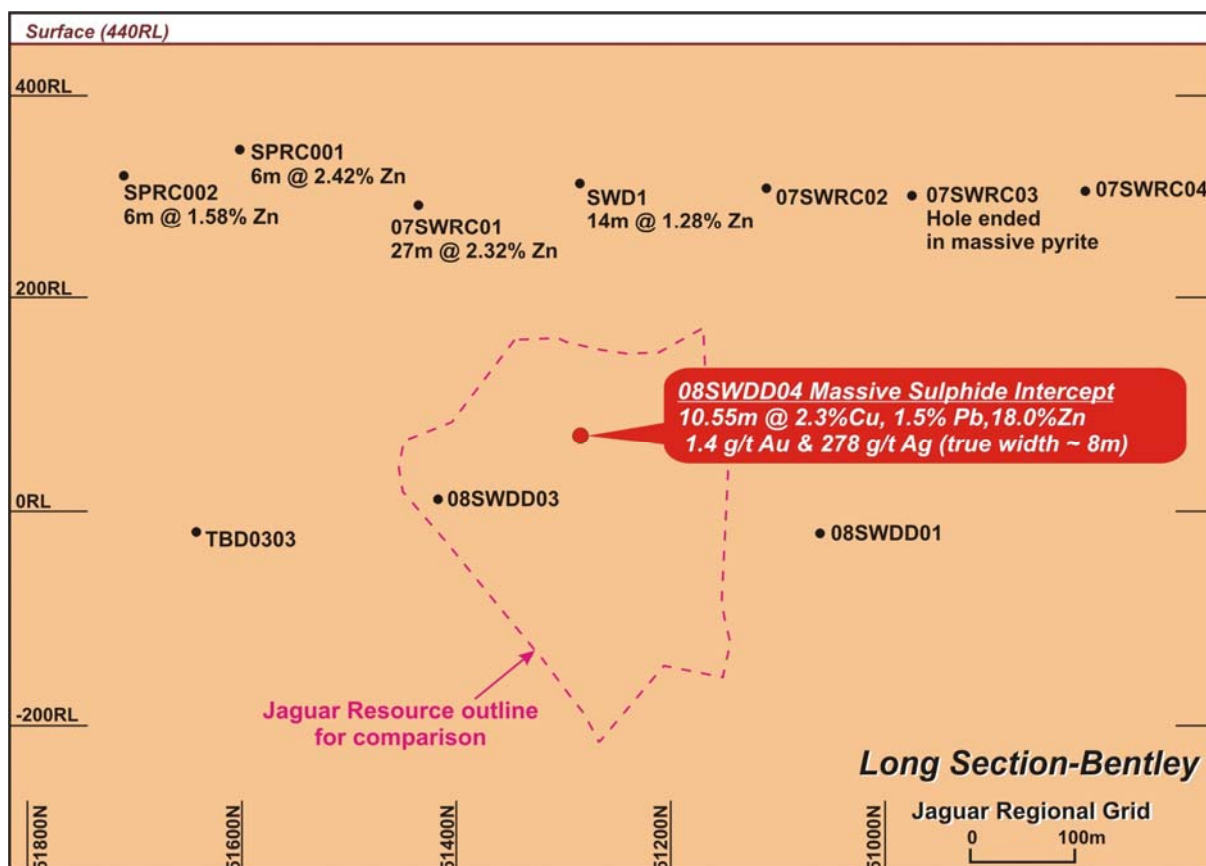 Surface (440RL)
400RL
SPRC001
6m @ 2.42% Zn
SPRC002
6m @ 1.58% Zn
07SWRC01
27m @ 2.32% Zn
SWD1
14m @ 1.28% Zn
07SWRC02
07SWRC03
Hole ended
in massive pyrite
07SWRC04
200RL
08SWDD04 Massive Sulphide Intercept
10.55m @ 2.3%Cu, 1.5% Pb,18.0%Zn
1.4 g/t Au & 278 g/t Ag (true width ~ 8m)
0RL
08SWDD03
TBD0303
08SWDD01
-200RL
Jaguar Resource outline
for comparison
Long Section-Bentley
Jaguar Regional Grid
0 100m
51800N
51600N
51400N
51200N
51000N